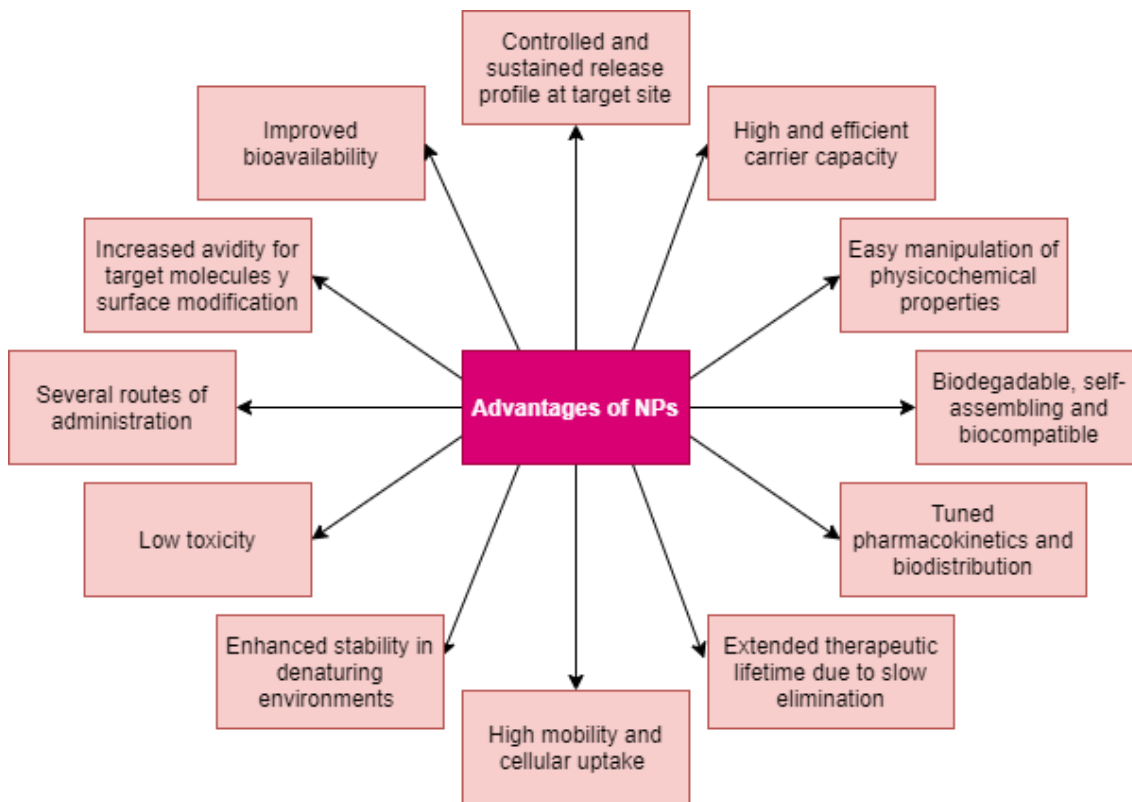 Controlled and
sustained release
profile at target site
Improved
bioavailability
High and efficient
carrier capacity
Increased avidity for
target molecules y
surface modification
Easy manipulation of
physicochemical
properties
Several routes of
administration
Advantages of NPs
Biodegadable, self-
assembling and
biocompatible
Low toxicity
Tuned
pharmacokinetics and
biodistribution
Enhanced stability in
denaturing
environments
Extended therapeutic
lifetime due to slow
elimination
High mobility and
cellular uptake